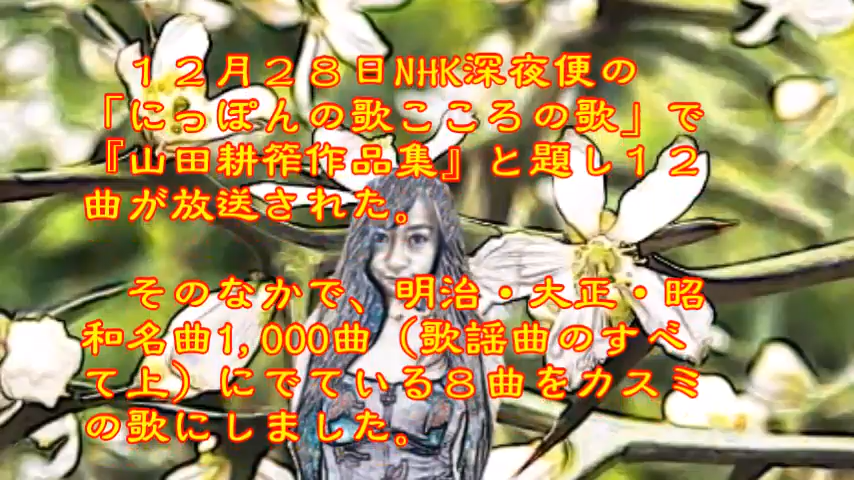 １２月２８日NHK深夜便の
「にっぽんの歌こころの歌」で
『山田耕筰作品集』と題し１２
曲が放送された。
そのなかで、明治・大正・昭
和名曲1,000曲（歌謡曲のすべ
て上）にでている８曲をカスミ
の歌にしました。